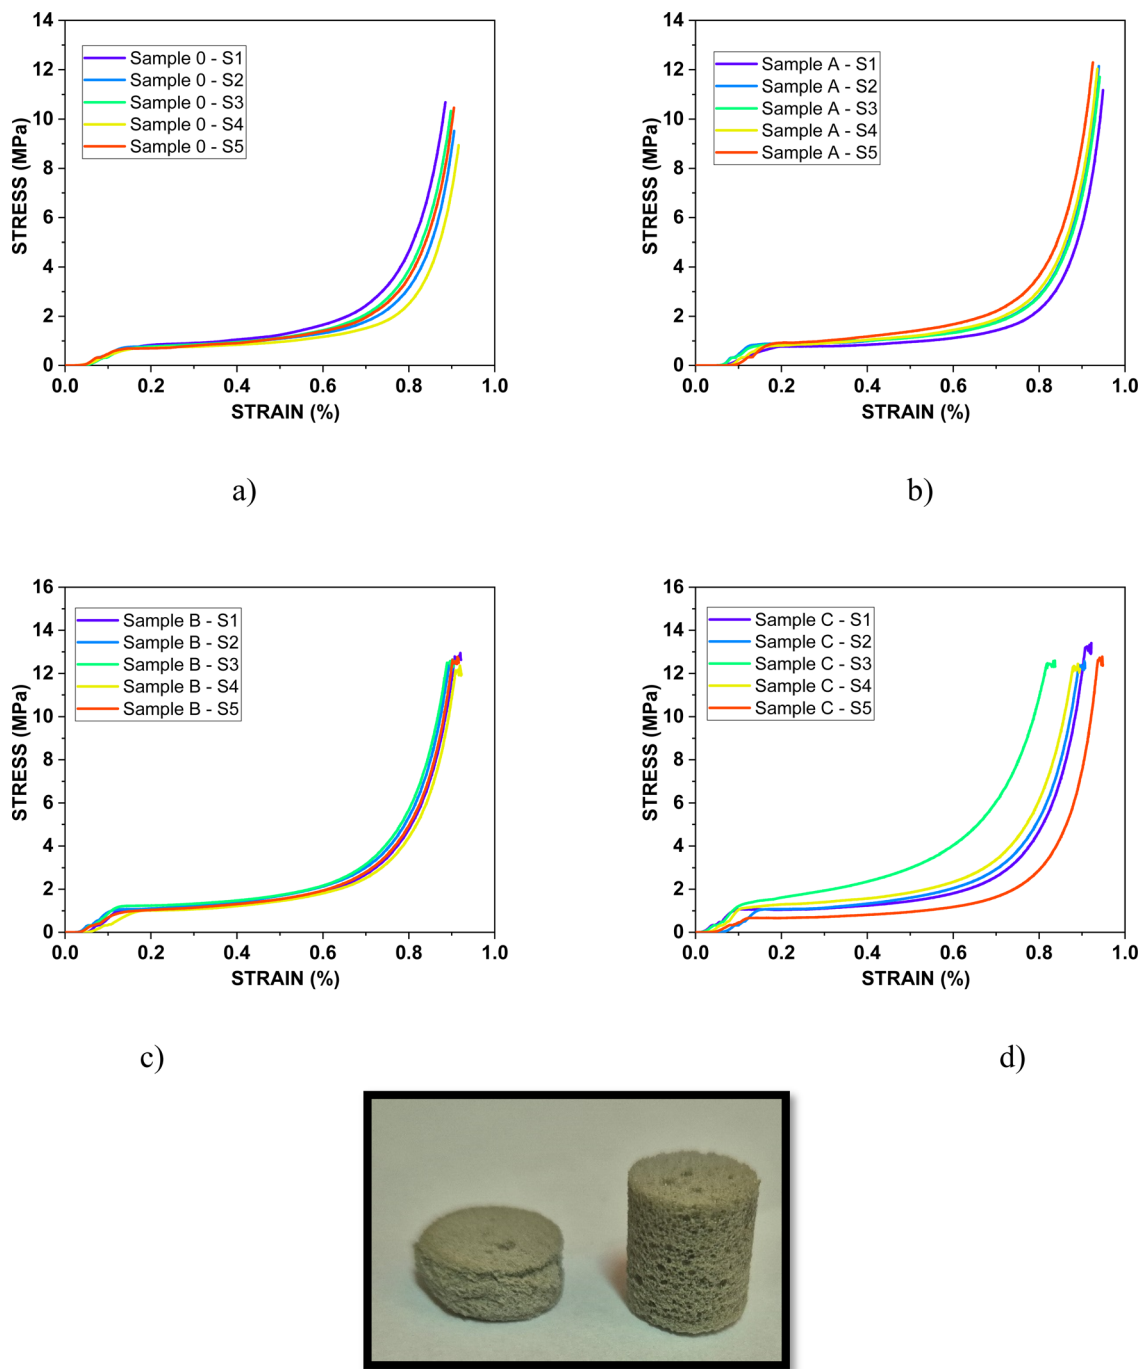 14
12
10
8
6
4
2
0
STRESS (MPa)
Sample 0 - S1
Sample 0 - S2
Sample 0 - S3
Sample 0 - S4
Sample 0 - S5
0.0 0.2 0.4 0.6 0.8 1.0
STRAIN (%)
a)
14
12
10
8
6
4
2
0
STRESS (MPa)
Sample A - S1
Sample A - S2
Sample A - S3
Sample A - S4
Sample A - S5
0.0 0.2 0.4 0.6 0.8 1.0
STRAIN (%)
b)
16
14
12
10
8
6
4
2
0
STRESS (MPa)
Sample B - S1
Sample B - S2
Sample B - S3
Sample B - S4
Sample B - S5
0.0 0.2 0.4 0.6 0.8 1.0
STRAIN (%)
c)
16
14
12
10
8
6
4
2
0
STRESS (MPa)
Sample C - S1
Sample C - S2
Sample C - S3
Sample C - S4
Sample C - S5
0.0 0.2 0.4 0.6 0.8 1.0
STRAIN (%)
d)